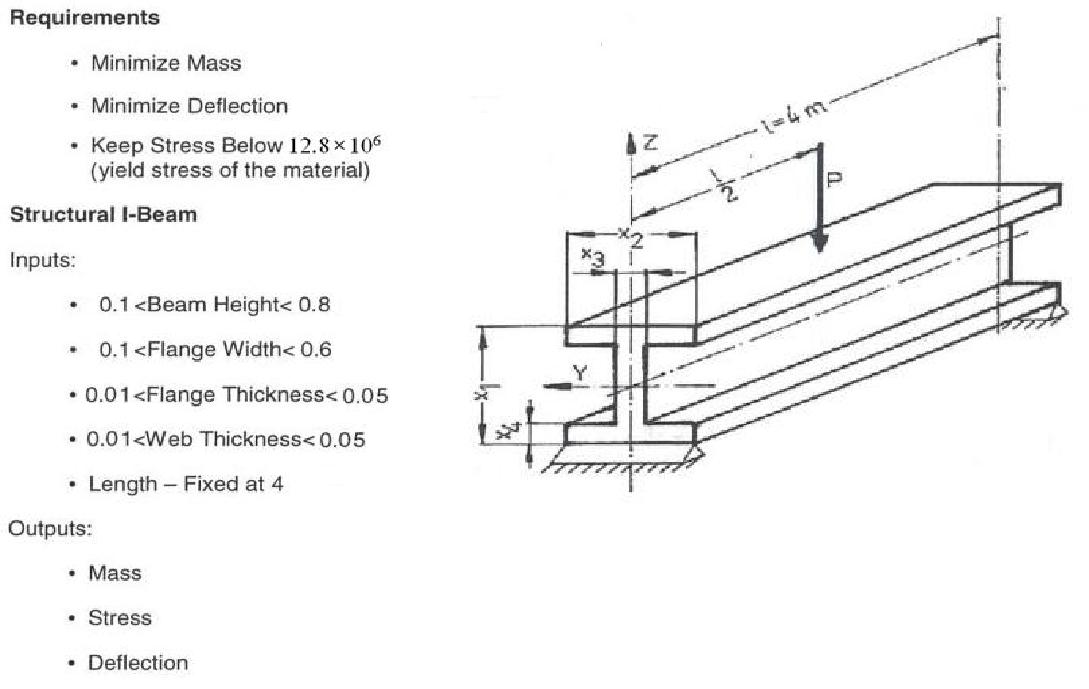 Requirements
• Minimize Mass
• Minimize Deflection
• Keep Stress Below 12.8×10⁶
(yield stress of the material)
Structural I-Beam
Inputs:
• 0.1<Beam Height<0.8
• 0.1<Flange Width<0.6
• 0.01<Flange Thickness<0.05
• 0.01<Web Thickness<0.05
• Length – Fixed at 4
Outputs:
• Mass
• Stress
• Deflection
l=4m
Z
l/2
P
x₂
x₃
Y
x₁
x₄